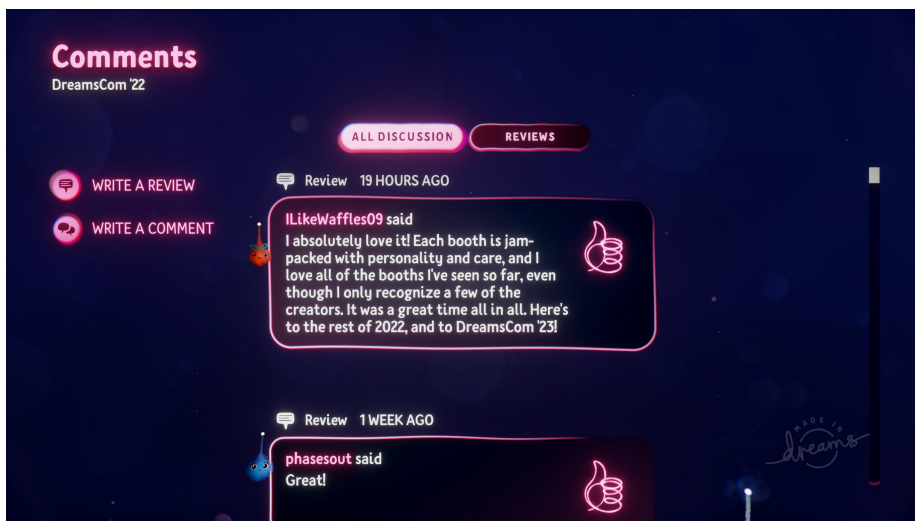 Comments
DreamsCom '22
ALL DISCUSSION
REVIEWS
WRITE A REVIEW
WRITE A COMMENT
Review 19 HOURS AGO
ILikeWaffles09 said
I absolutely love it! Each booth is jam-
packed with personality and care, and I
love all of the booths I've seen so far, even
though I only recognize a few of the
creators. It was a great time all in all. Here's
to the rest of 2022, and to DreamsCom '23!
Review 1 WEEK AGO
phasesout said
Great!
MADE IN
dreams